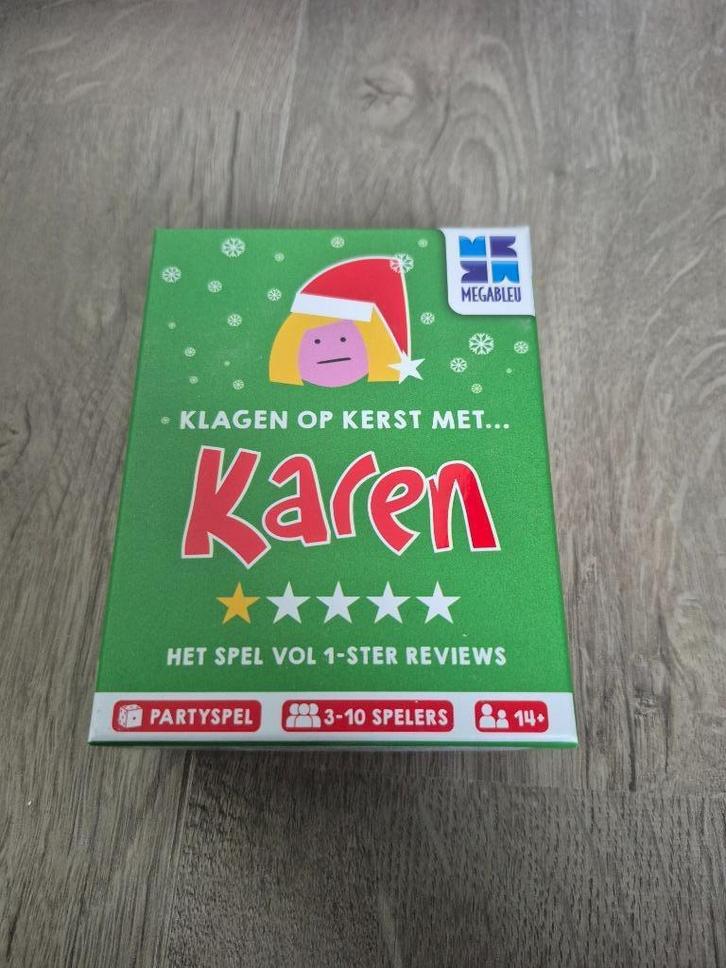 MEGABLEU
KLAGEN OP KERST MET...
Karen
HET SPEL VOL 1-STER REVIEWS
PARTYSPEL 3-10 SPELERS 14+